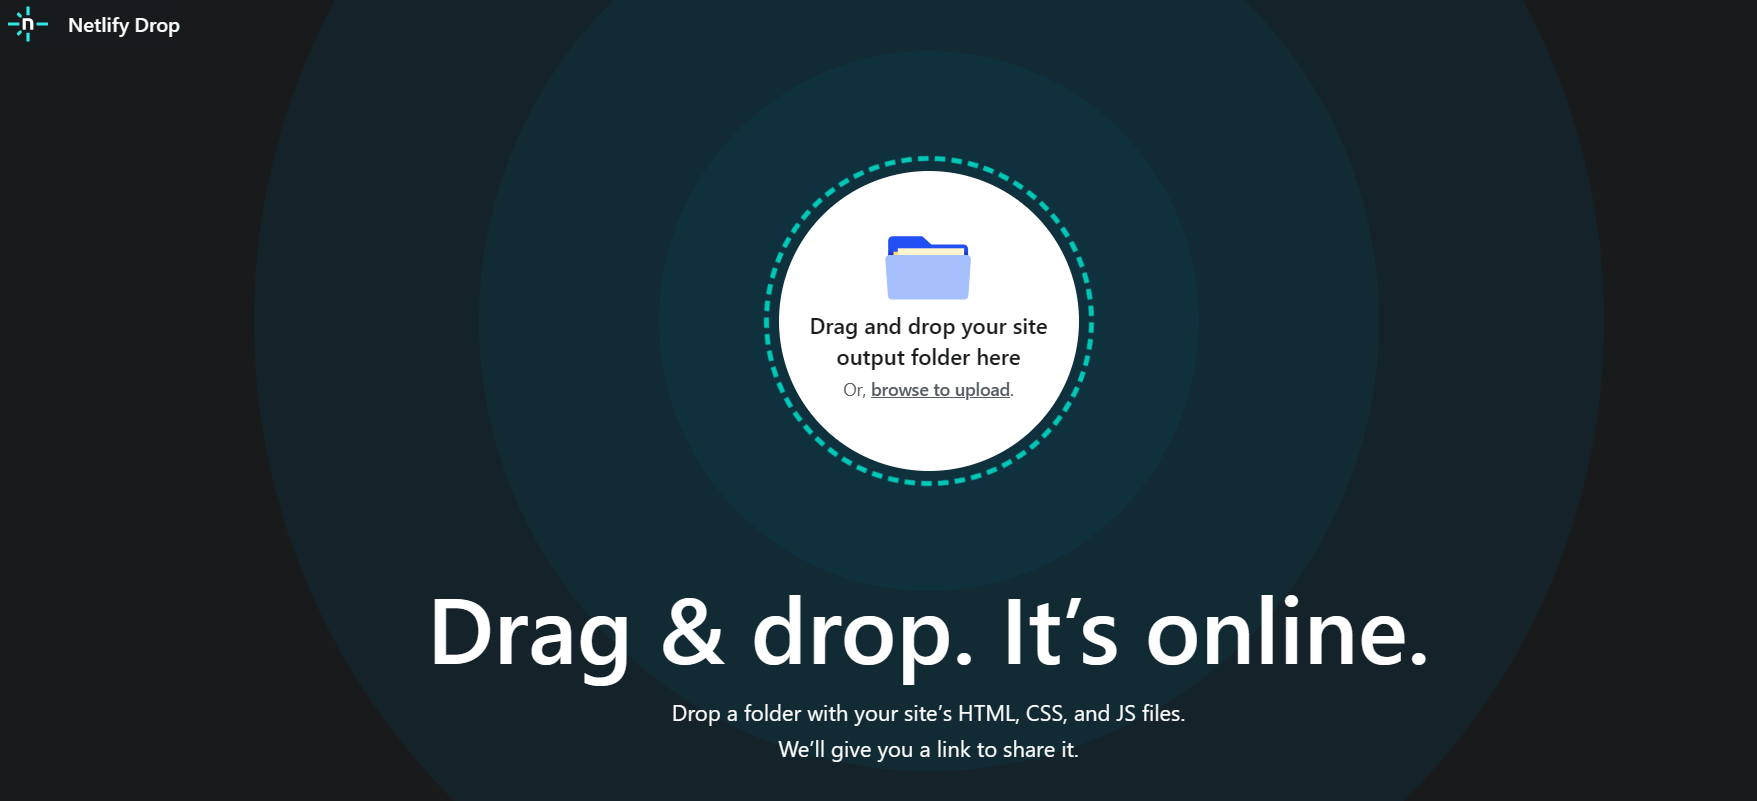 n Netlify Drop
Drag and drop your site
output folder here
Or, browse to upload.
Drag & drop. It’s online.
Drop a folder with your site’s HTML, CSS, and JS files.
We’ll give you a link to share it.